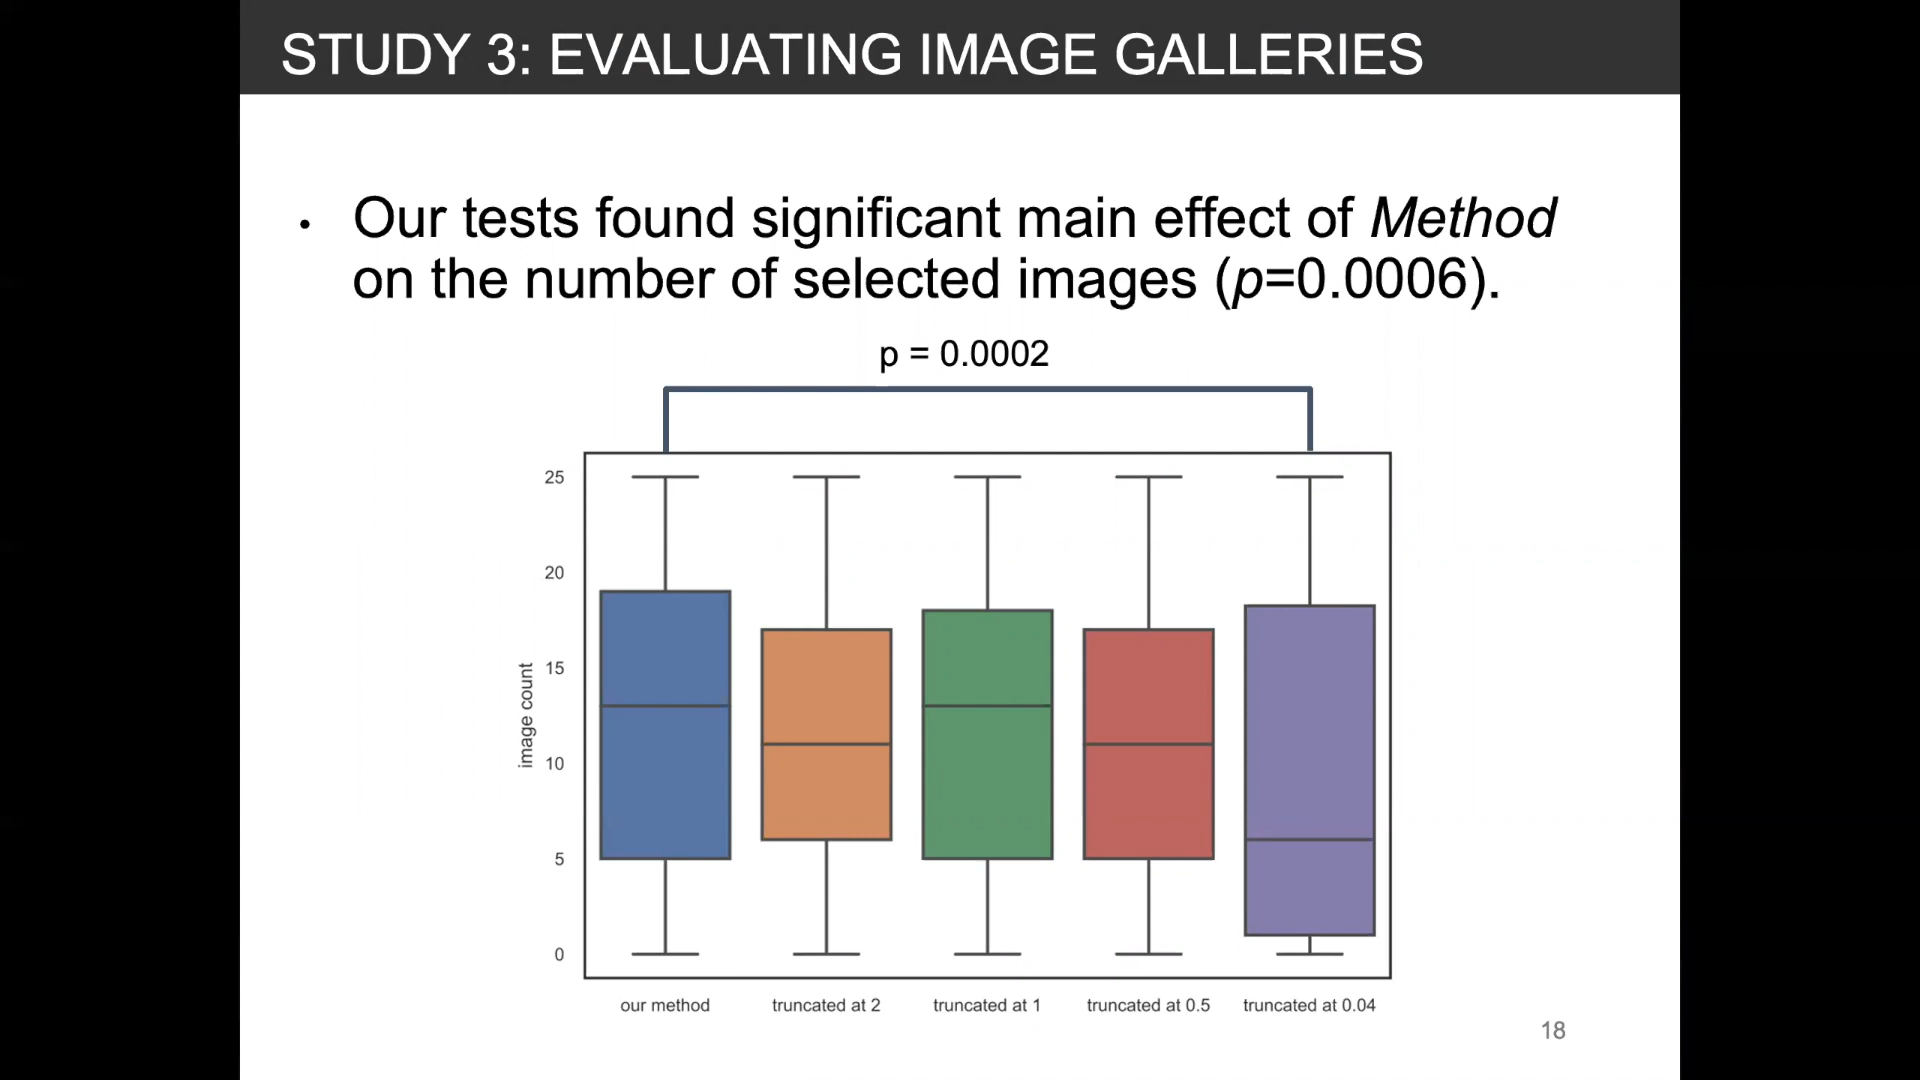 STUDY 3: EVALUATING IMAGE GALLERIES
• Our tests found significant main effect of Method
on the number of selected images (p=0.0006).
p = 0.0002
25
20
15
10
5
0
image count
our method truncated at 2 truncated at 1 truncated at 0.5 truncated at 0.04
18